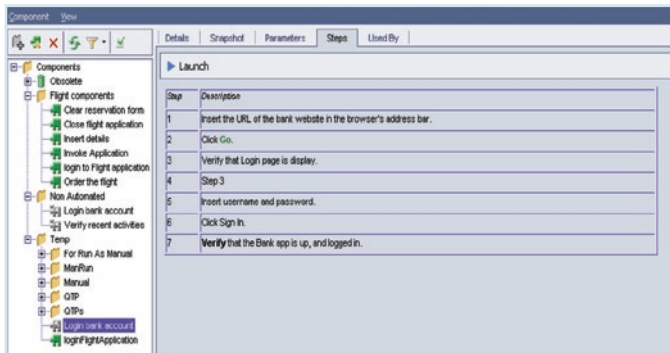 Component View
Details Snapshot Parameters Steps Used By
Launch
Components
Obsolete
Flight components
Clear reservation form
Close flight application
Insert details
Invoke Application
login to Flight application
Order the flight
Non Automated
Login bank account
Verify recent activities
Temp
For Run As Manual
ManRun
Manual
QTP
QTPs
Login bank account
loginFlightApplication
Step Description
1 Insert the URL of the bank website in the browser's address bar.
2 Click Go.
3 Verify that Login page is display.
4 Step 3
5 Insert username and password.
6 Click Sign In.
7 Verify that the Bank app is up, and logged in.